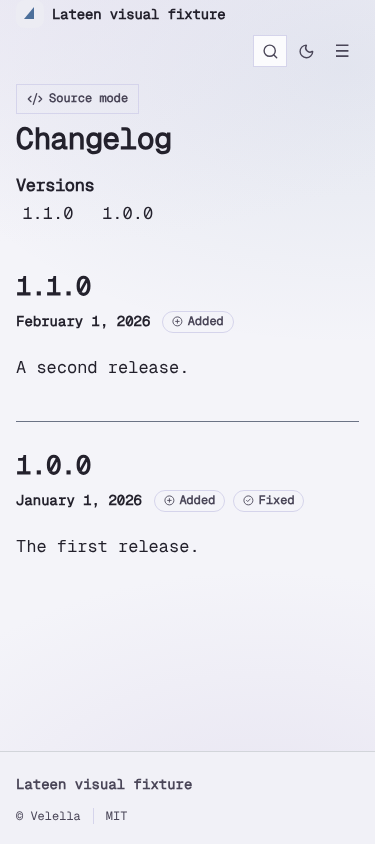 Lateen visual fixture
Source mode
Changelog
Versions
1.1.0 1.0.0
1.1.0
February 1, 2026 Added
A second release.
1.0.0
January 1, 2026 Added Fixed
The first release.
Lateen visual fixture
© Velella MIT